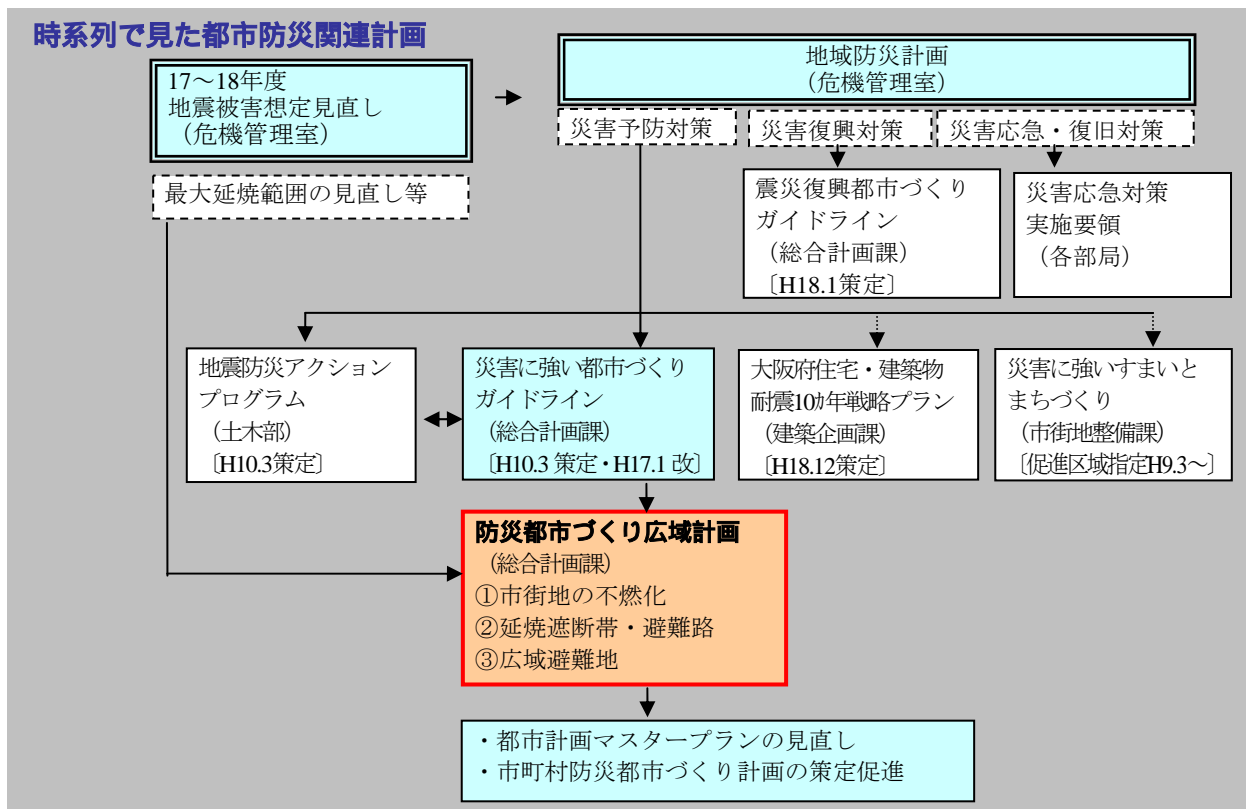 時系列で見た都市防災関連計画
17～18年度
地震被害想定見直し
（危機管理室）
地域防災計画
（危機管理室）
災害予防対策
災害復興対策
災害応急・復旧対策
最大延焼範囲の見直し等
震災復興都市づくり
ガイドライン
（総合計画課）
〔H18.1策定〕
災害応急対策
実施要領
（各部局）
地震防災アクション
プログラム
（土木部）
〔H10.3策定〕
災害に強い都市づくり
ガイドライン
（総合計画課）
〔H10.3 策定・H17.1 改〕
大阪府住宅・建築物
耐震10ｶ年戦略プラン
（建築企画課）
〔H18.12策定〕
災害に強いすまいと
まちづくり
（市街地整備課）
〔促進区域指定H9.3～〕
防災都市づくり広域計画
（総合計画課）
①市街地の不燃化
②延焼遮断帯・避難路
③広域避難地
・都市計画マスタープランの見直し
・市町村防災都市づくり計画の策定促進